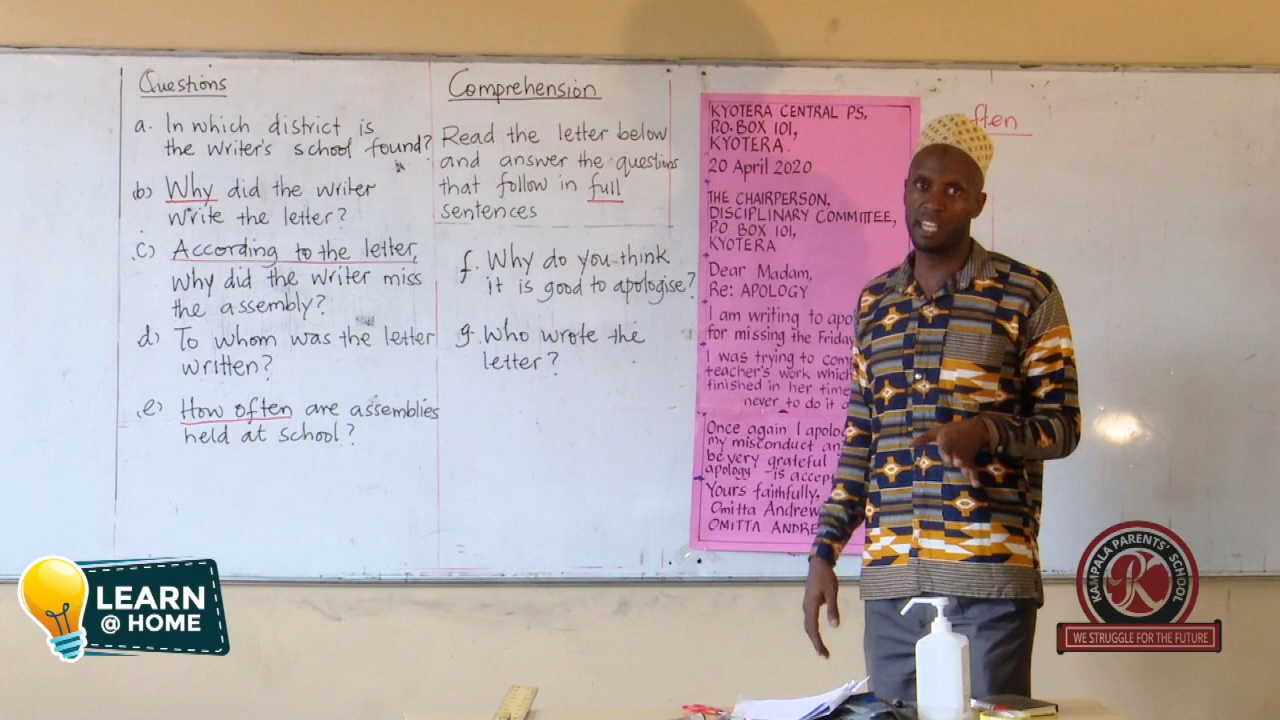 Questions
a. In which district is
the writer's school found?
b) Why did the writer
write the letter?
c) According to the letter,
why did the writer miss
the assembly?
d) To whom was the letter
written?
e) How often are assemblies
held at school?
Comprehension
Read the letter below
and answer the questions
that follow in full
sentences
f. Why do you think
it is good to apologise?
g. Who wrote the
letter?
KYOTERA CENTRAL PS,
P.O. BOX 101,
KYOTERA.
20 April 2020
THE CHAIRPERSON,
DISCIPLINARY COMMITTEE,
PO BOX 101,
KYOTERA
Dear Madam,
Re: APOLOGY
I am writing to apo
for missing the Friday
I was trying to com
teacher's work which
finished in her time
never to do it
Once again I apolo
my misconduct an
be very grateful
apology is accep
Yours faithfully,
Omitta Andrew
OMITTA ANDRE
ften
LEARN
@ HOME
KAMPALA PARENTS' SCHOOL
K
WE STRUGGLE FOR THE FUTURE